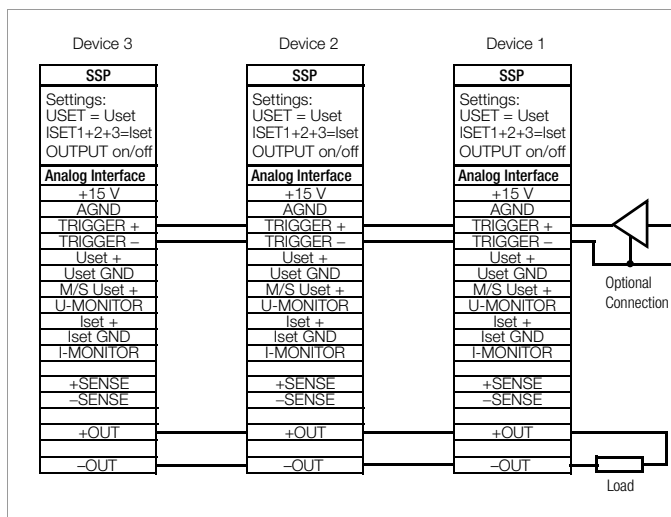 Device 3 Device 2 Device 1
SSP SSP SSP
Settings: Settings: Settings:
USET = Uset USET = Uset USET = Uset
ISET1+2+3=Iset ISET1+2+3=Iset ISET1+2+3=Iset
OUTPUT on/off OUTPUT on/off OUTPUT on/off
Analog Interface Analog Interface Analog Interface
+15 V +15 V +15 V
AGND AGND AGND
TRIGGER + TRIGGER + TRIGGER +
TRIGGER – TRIGGER – TRIGGER –
Uset + Uset + Uset +
Uset GND Uset GND Uset GND
M/S Uset + M/S Uset + M/S Uset +
U-MONITOR U-MONITOR U-MONITOR
Iset + Iset + Iset +
Iset GND Iset GND Iset GND
I-MONITOR I-MONITOR I-MONITOR
Optional
Connection
+SENSE +SENSE +SENSE
–SENSE –SENSE –SENSE
+OUT +OUT +OUT
–OUT –OUT –OUT
Load